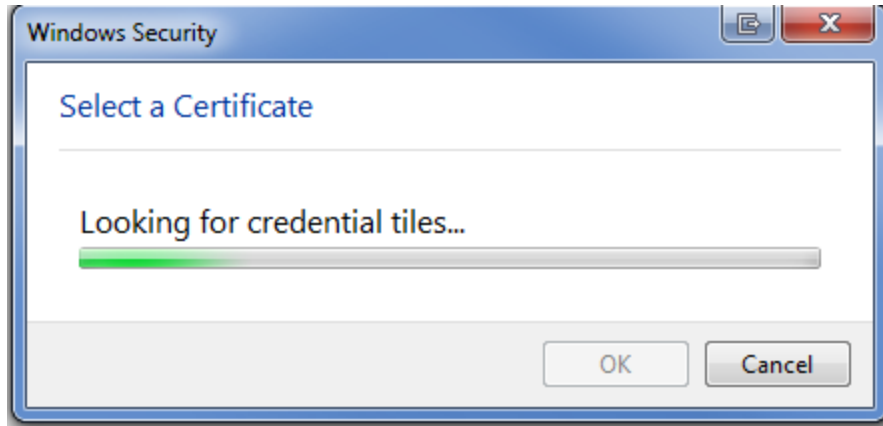 Windows Security
Select a Certificate
Looking for credential tiles...
OK
Cancel